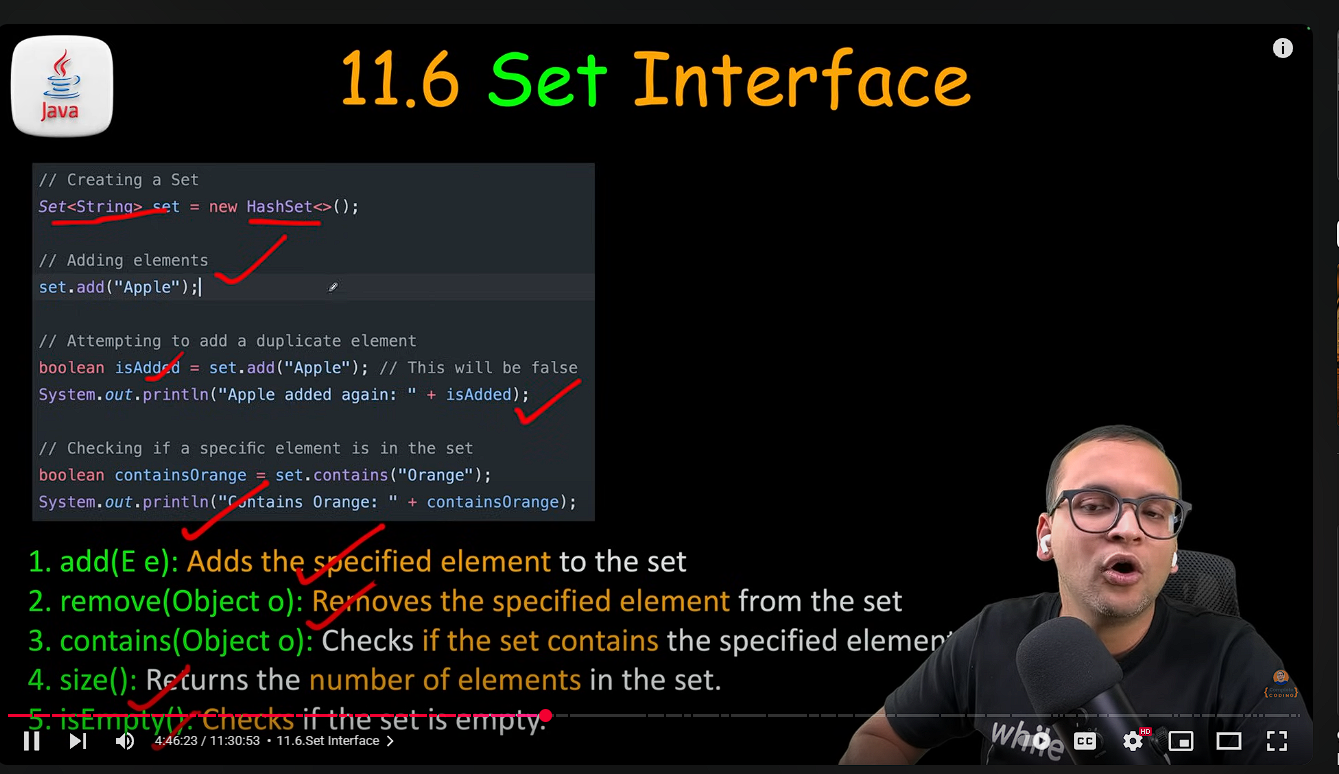 11.6 Set Interface
Java
// Creating a Set
Set<String> set = new HashSet<>();
// Adding elements
set.add("Apple");
// Attempting to add a duplicate element
boolean isAdded = set.add("Apple"); // This will be false
System.out.println("Apple added again: " + isAdded);
// Checking if a specific element is in the set
boolean containsOrange = set.contains("Orange");
System.out.println("Contains Orange: " + containsOrange);
1. add(E e): Adds the specified element to the set
2. remove(Object o): Removes the specified element from the set
3. contains(Object o): Checks if the set contains the specified element
4. size(): Returns the number of elements in the set.
5. isEmpty(): Checks if the set is empty.
CODING
while
4:46:23 / 11:30:53 • 11.6.Set Interface
CC
HD